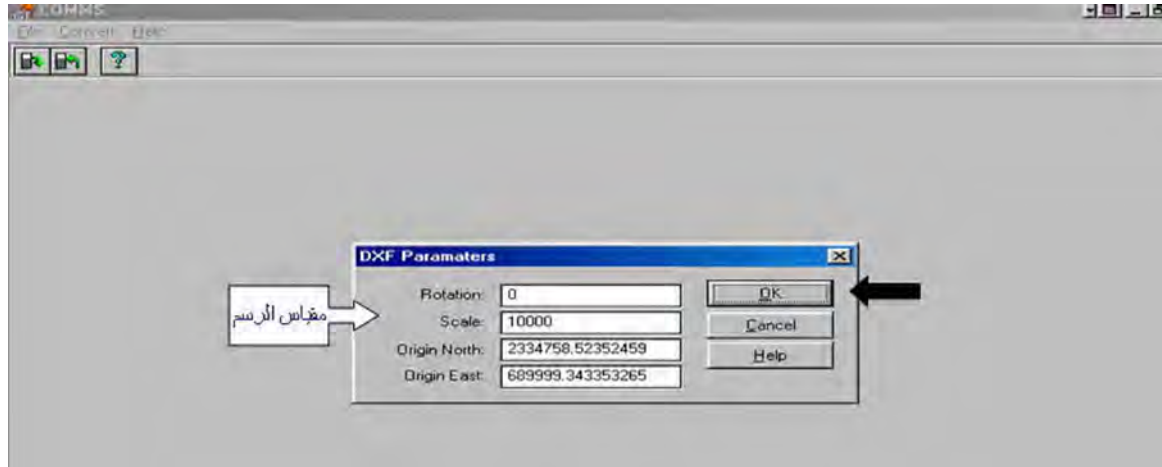 COMMS
File Convert Help
DXF Paramaters
Rotation: 0
Scale: 10000
Origin North: 2334758.52352459
Origin East: 689999.343353265
OK
Cancel
Help
مقياس الرسم